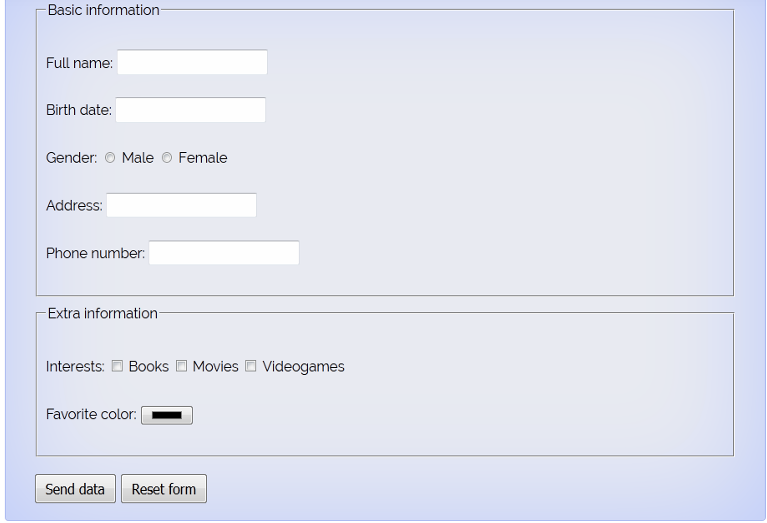 Basic information
Full name:
Birth date:
Gender: Male Female
Address:
Phone number:
Extra information
Interests: Books Movies Videogames
Favorite color:
Send data Reset form